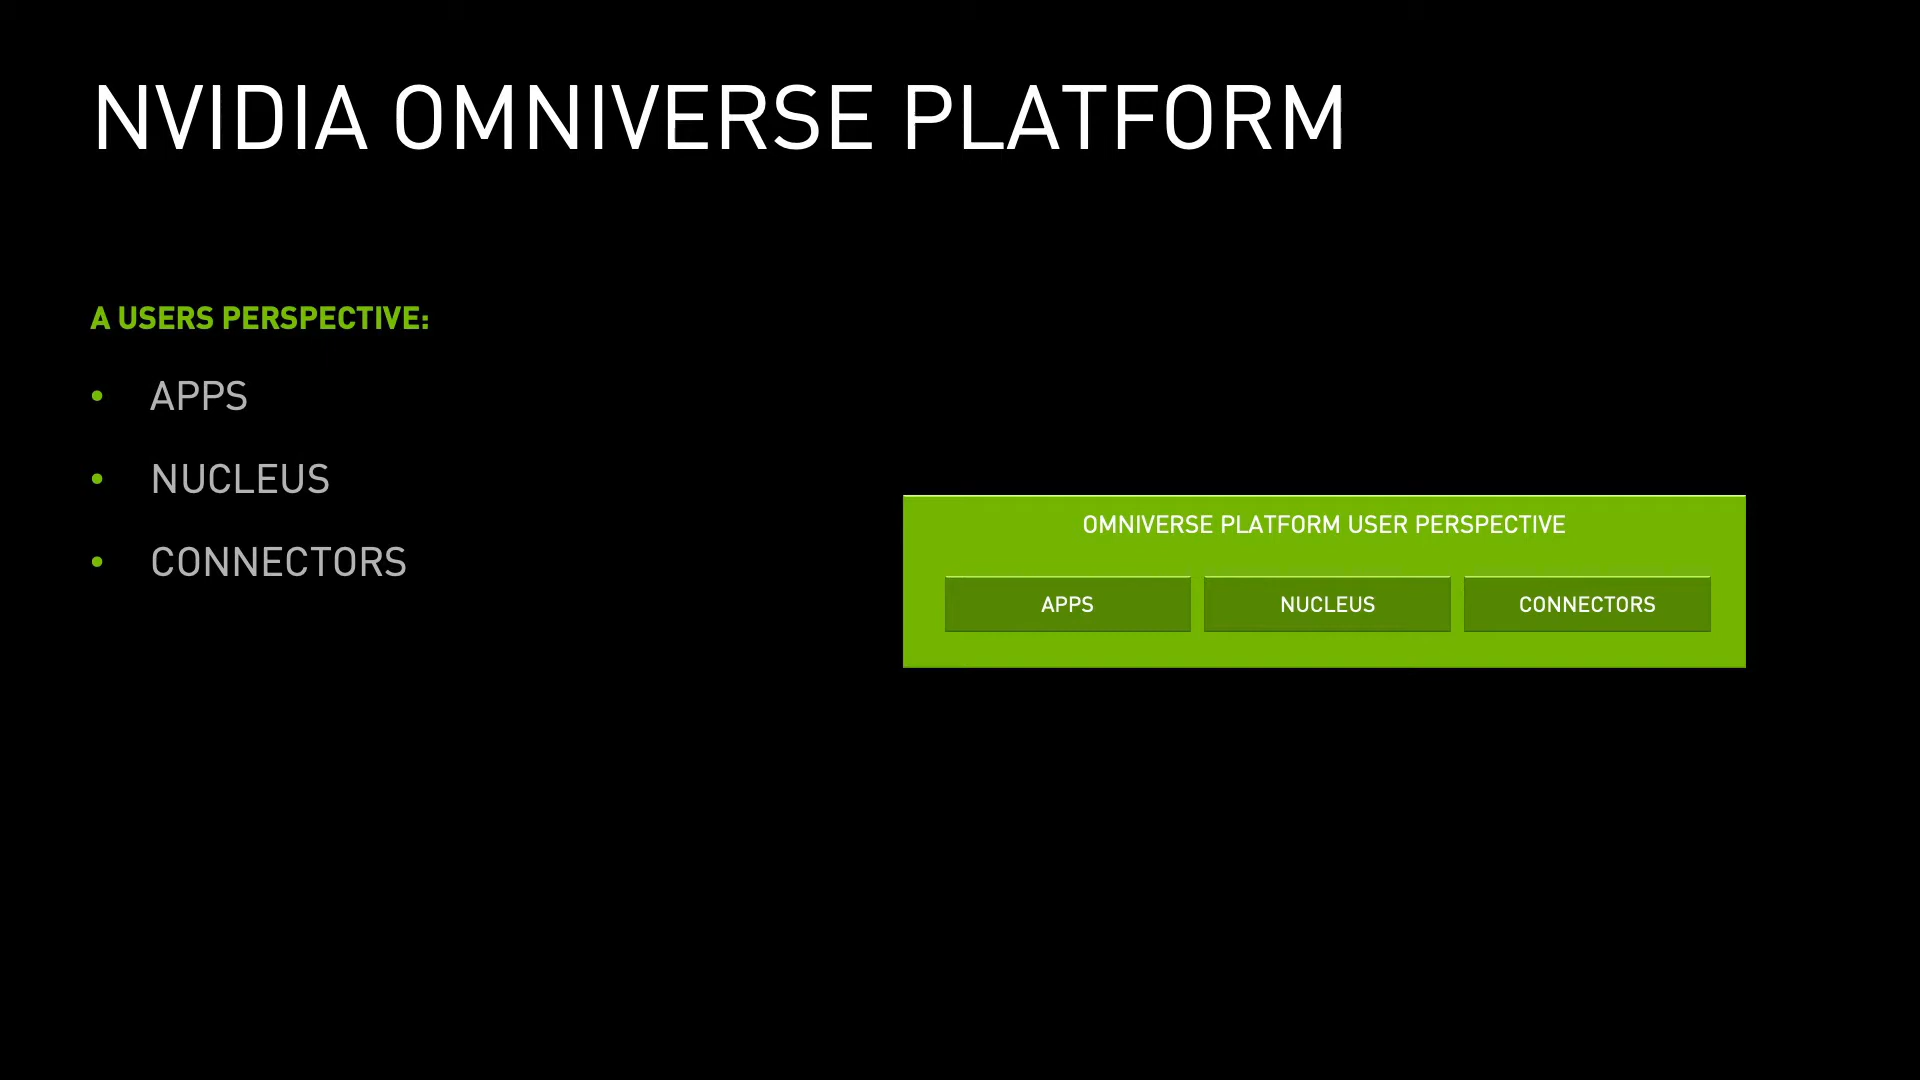 NVIDIA OMNIVERSE PLATFORM
A USERS PERSPECTIVE:
• APPS
• NUCLEUS
• CONNECTORS
OMNIVERSE PLATFORM USER PERSPECTIVE
APPS
NUCLEUS
CONNECTORS